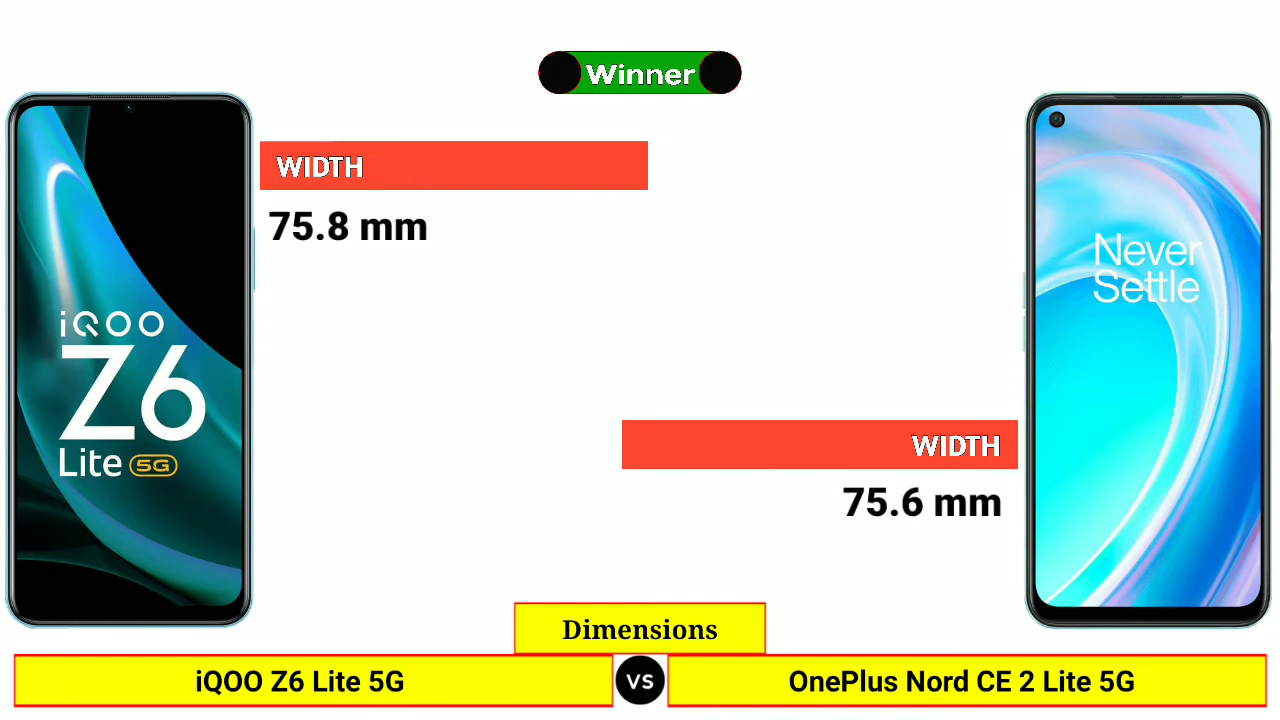 Winner
WIDTH
75.8 mm
iQOO
Z6
Lite 5G
Never
Settle
WIDTH
75.6 mm
Dimensions
iQOO Z6 Lite 5G
VS
OnePlus Nord CE 2 Lite 5G